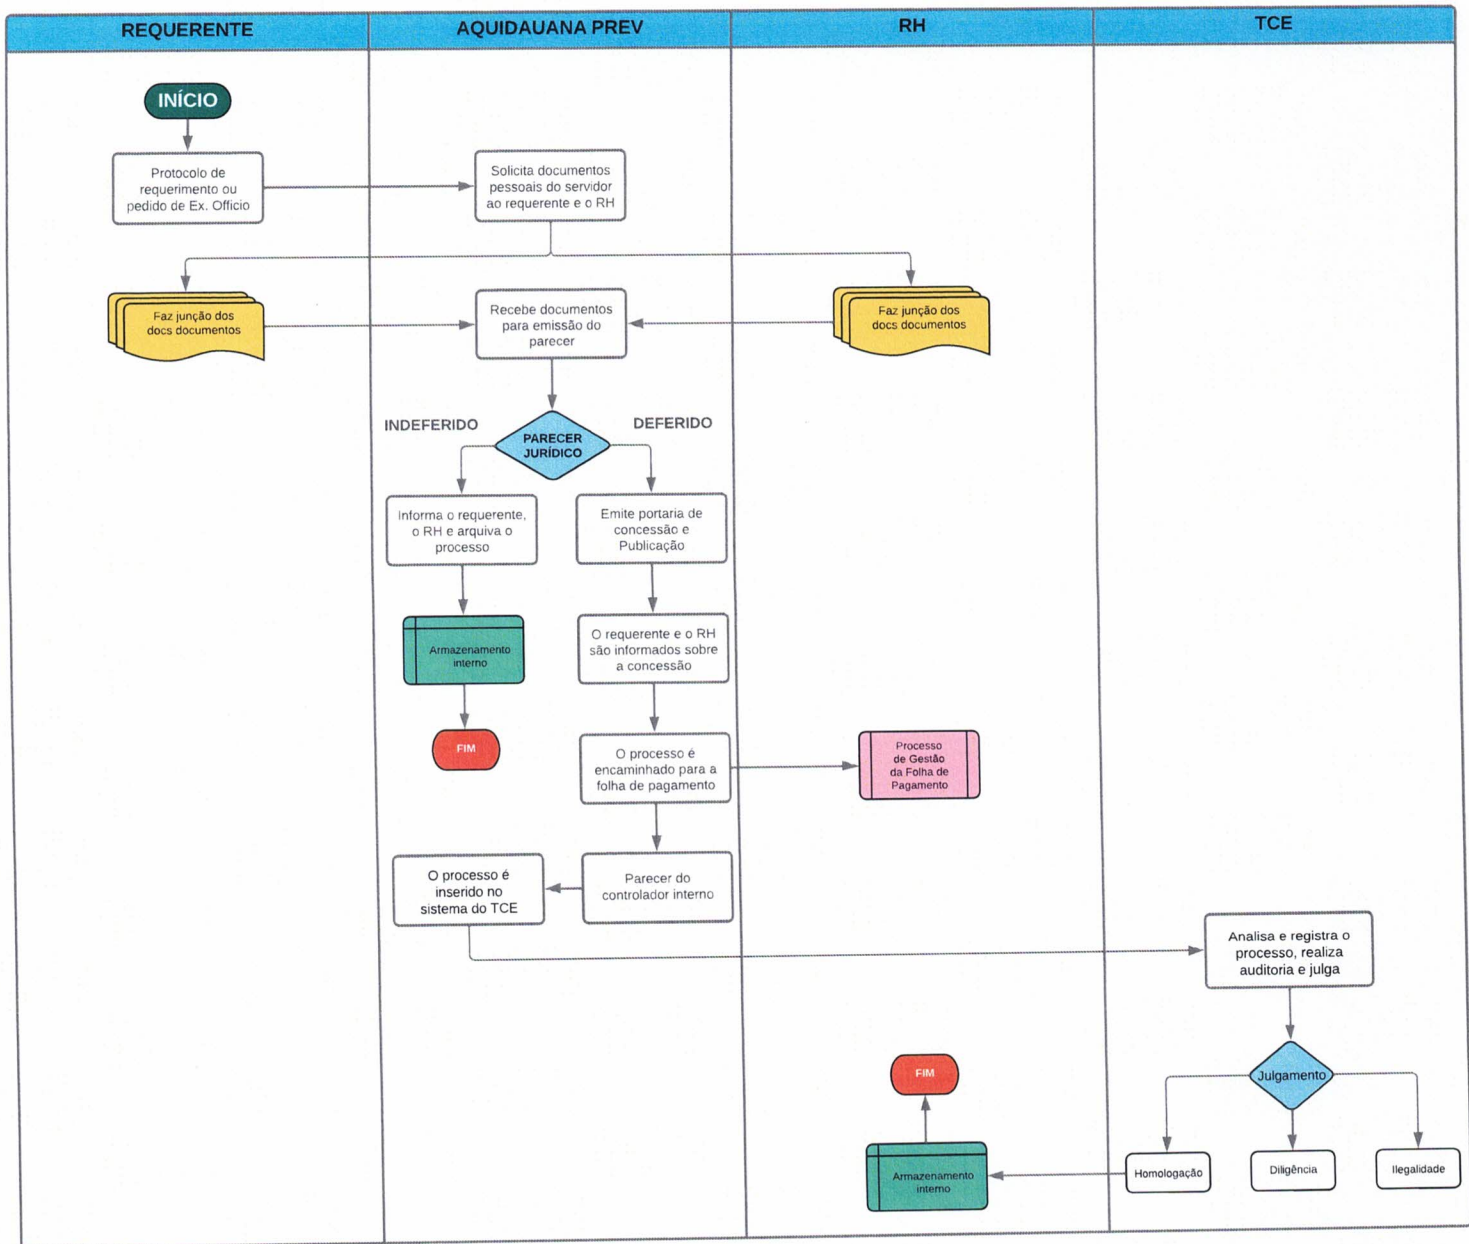 REQUERENTE
AQUIDAUANA PREV
RH
TCE
INÍCIO
Protocolo de
requerimento ou
pedido de Ex. Officio
Solicita documentos
pessoais do servidor
ao requerente e o RH
Faz junção dos
docs documentos
Recebe documentos
para emissão do
parecer
Faz junção dos
docs documentos
INDEFERIDO
DEFERIDO
PARECER
JURÍDICO
Informa o requerente,
o RH e arquiva o
processo
Emite portaria de
concessão e
Publicação
Armazenamento
interno
O requerente e o RH
são informados sobre
a concessão
FIM
O processo é
encaminhado para a
folha de pagamento
Processo
de Gestão
da Folha de
Pagamento
O processo é
inserido no
sistema do TCE
Parecer do
controlador interno
Analisa e registra o
processo, realiza
auditoria e julga
FIM
Julgamento
Armazenamento
interno
Homologação
Diligência
Ilegalidade